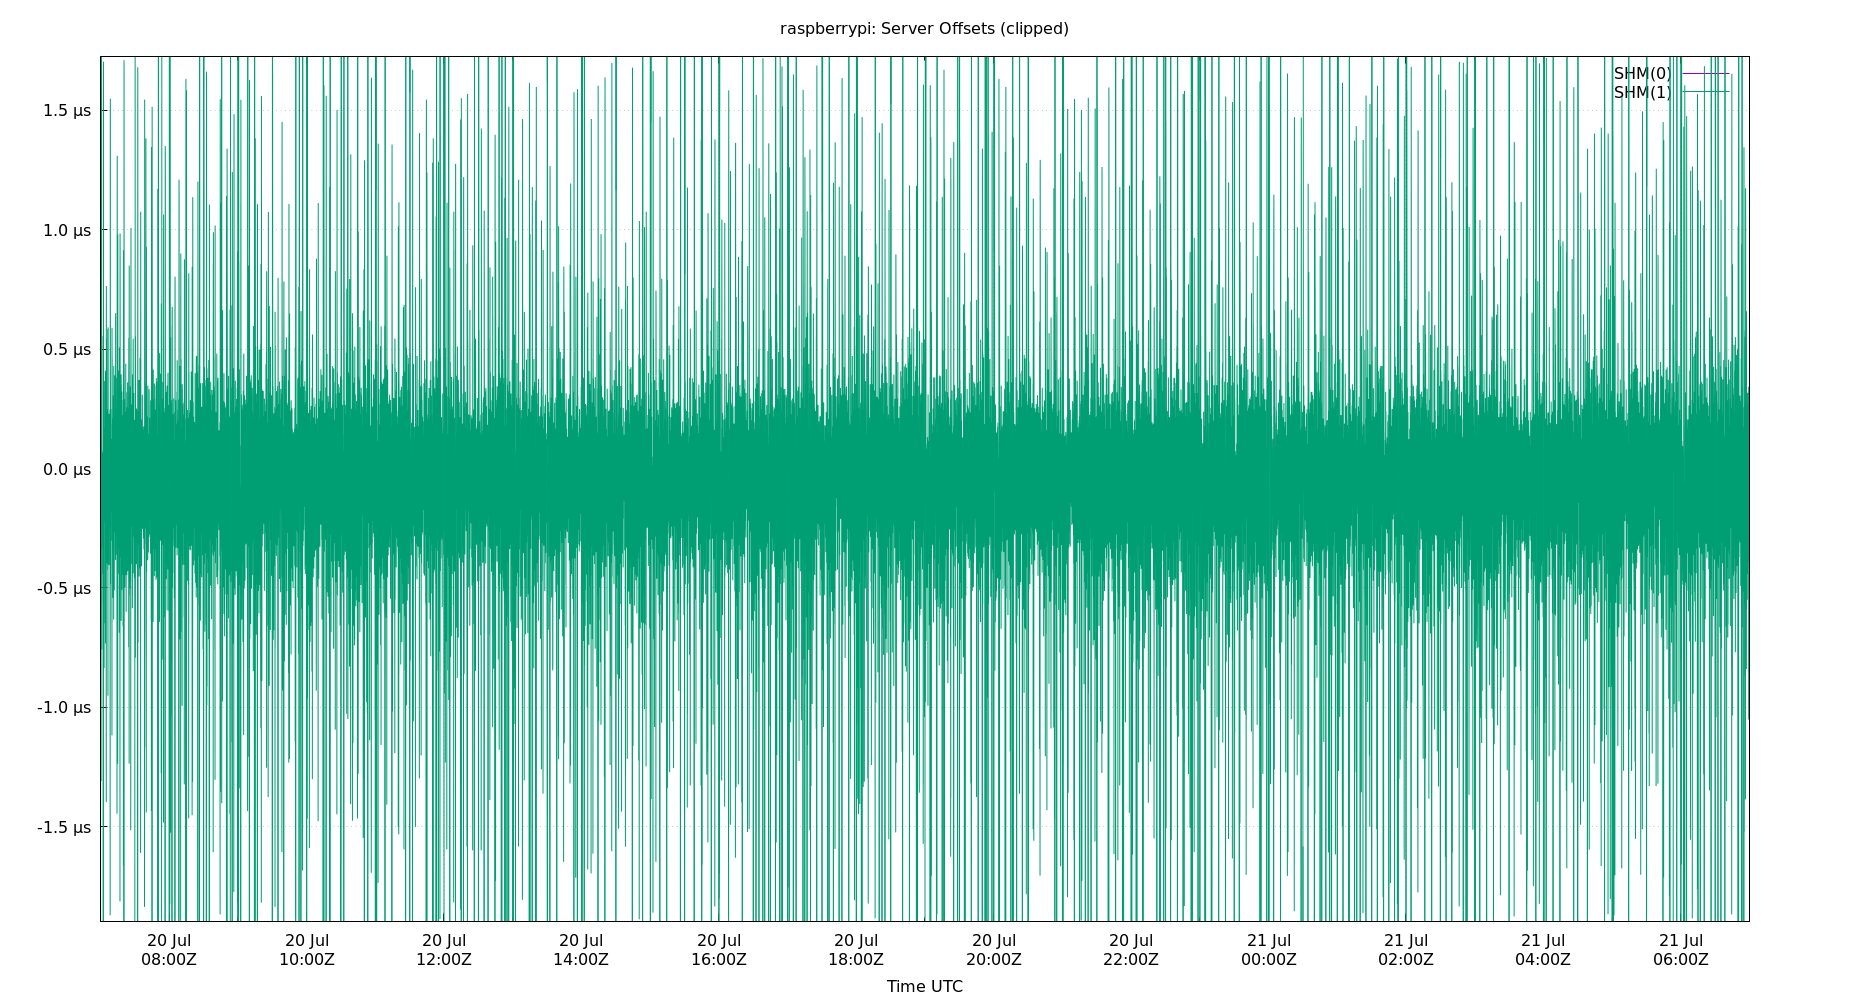 raspberrypi: Server Offsets (clipped)
SHM(0)
SHM(1)
1.5 µs
1.0 µs
0.5 µs
0.0 µs
-0.5 µs
-1.0 µs
-1.5 µs
20 Jul 20 Jul 20 Jul 20 Jul 20 Jul 20 Jul 20 Jul 20 Jul 21 Jul 21 Jul 21 Jul 21 Jul
08:00Z 10:00Z 12:00Z 14:00Z 16:00Z 18:00Z 20:00Z 22:00Z 00:00Z 02:00Z 04:00Z 06:00Z
Time UTC